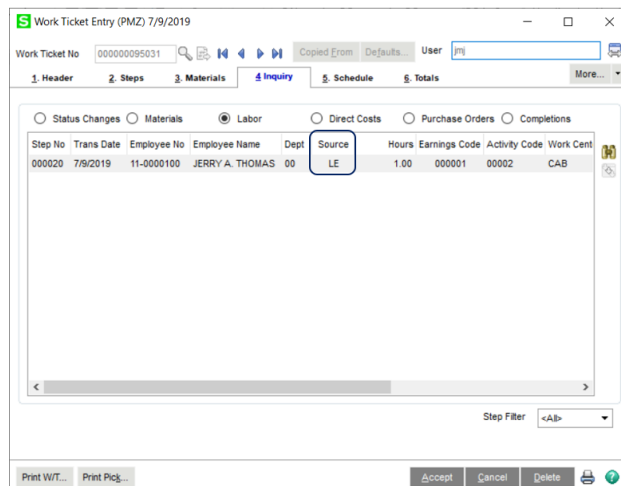 S Work Ticket Entry (PMZ) 7/9/2019
Work Ticket No 000000095031 Copied From Defaults... User jmj
1. Header 2. Steps 3. Materials 4 Inquiry 5. Schedule 6. Totals More...
Status Changes Materials Labor Direct Costs Purchase Orders Completions
Step No Trans Date Employee No Employee Name Dept Source Hours Earnings Code Activity Code Work Cent
000020 7/9/2019 11-0000100 JERRY A. THOMAS 00 LE 1.00 000001 00002 CAB
Step Filter <All>
Print W/T... Print Pick... Accept Cancel Delete